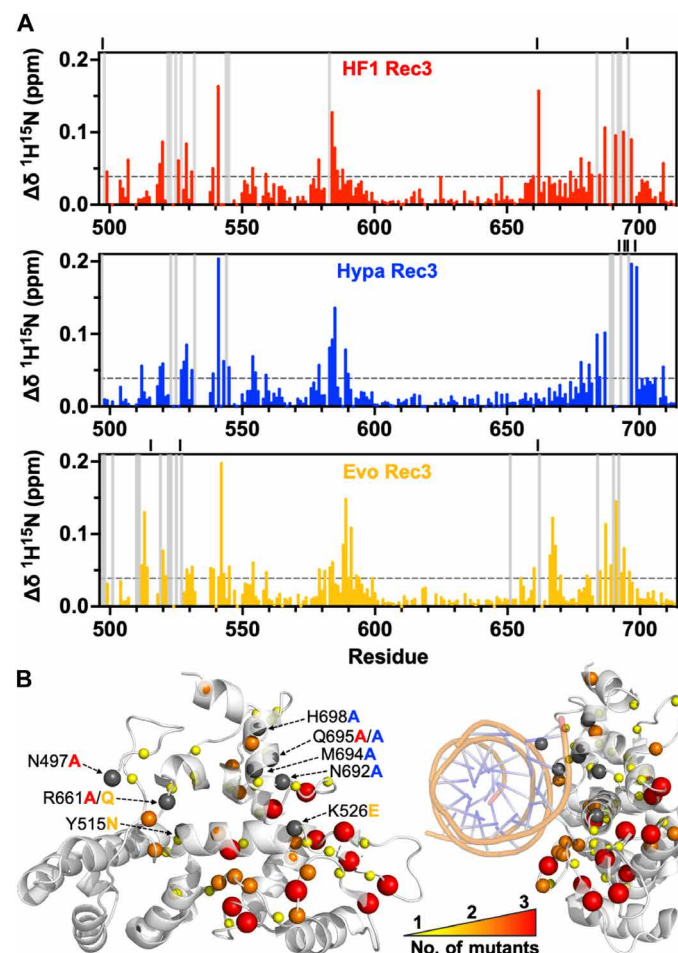 A
HF1 Rec3
Δδ ¹H¹⁵N (ppm)
0.2
0.1
0.0
500 550 600 650 700
Hypa Rec3
Δδ ¹H¹⁵N (ppm)
0.2
0.1
0.0
500 550 600 650 700
Evo Rec3
Δδ ¹H¹⁵N (ppm)
0.2
0.1
0.0
500 550 600 650 700
Residue
B
H698A
Q695A/A
M694A
N692A
N497A
R661A/Q
Y515N
K526E
1 2 3
No. of mutants